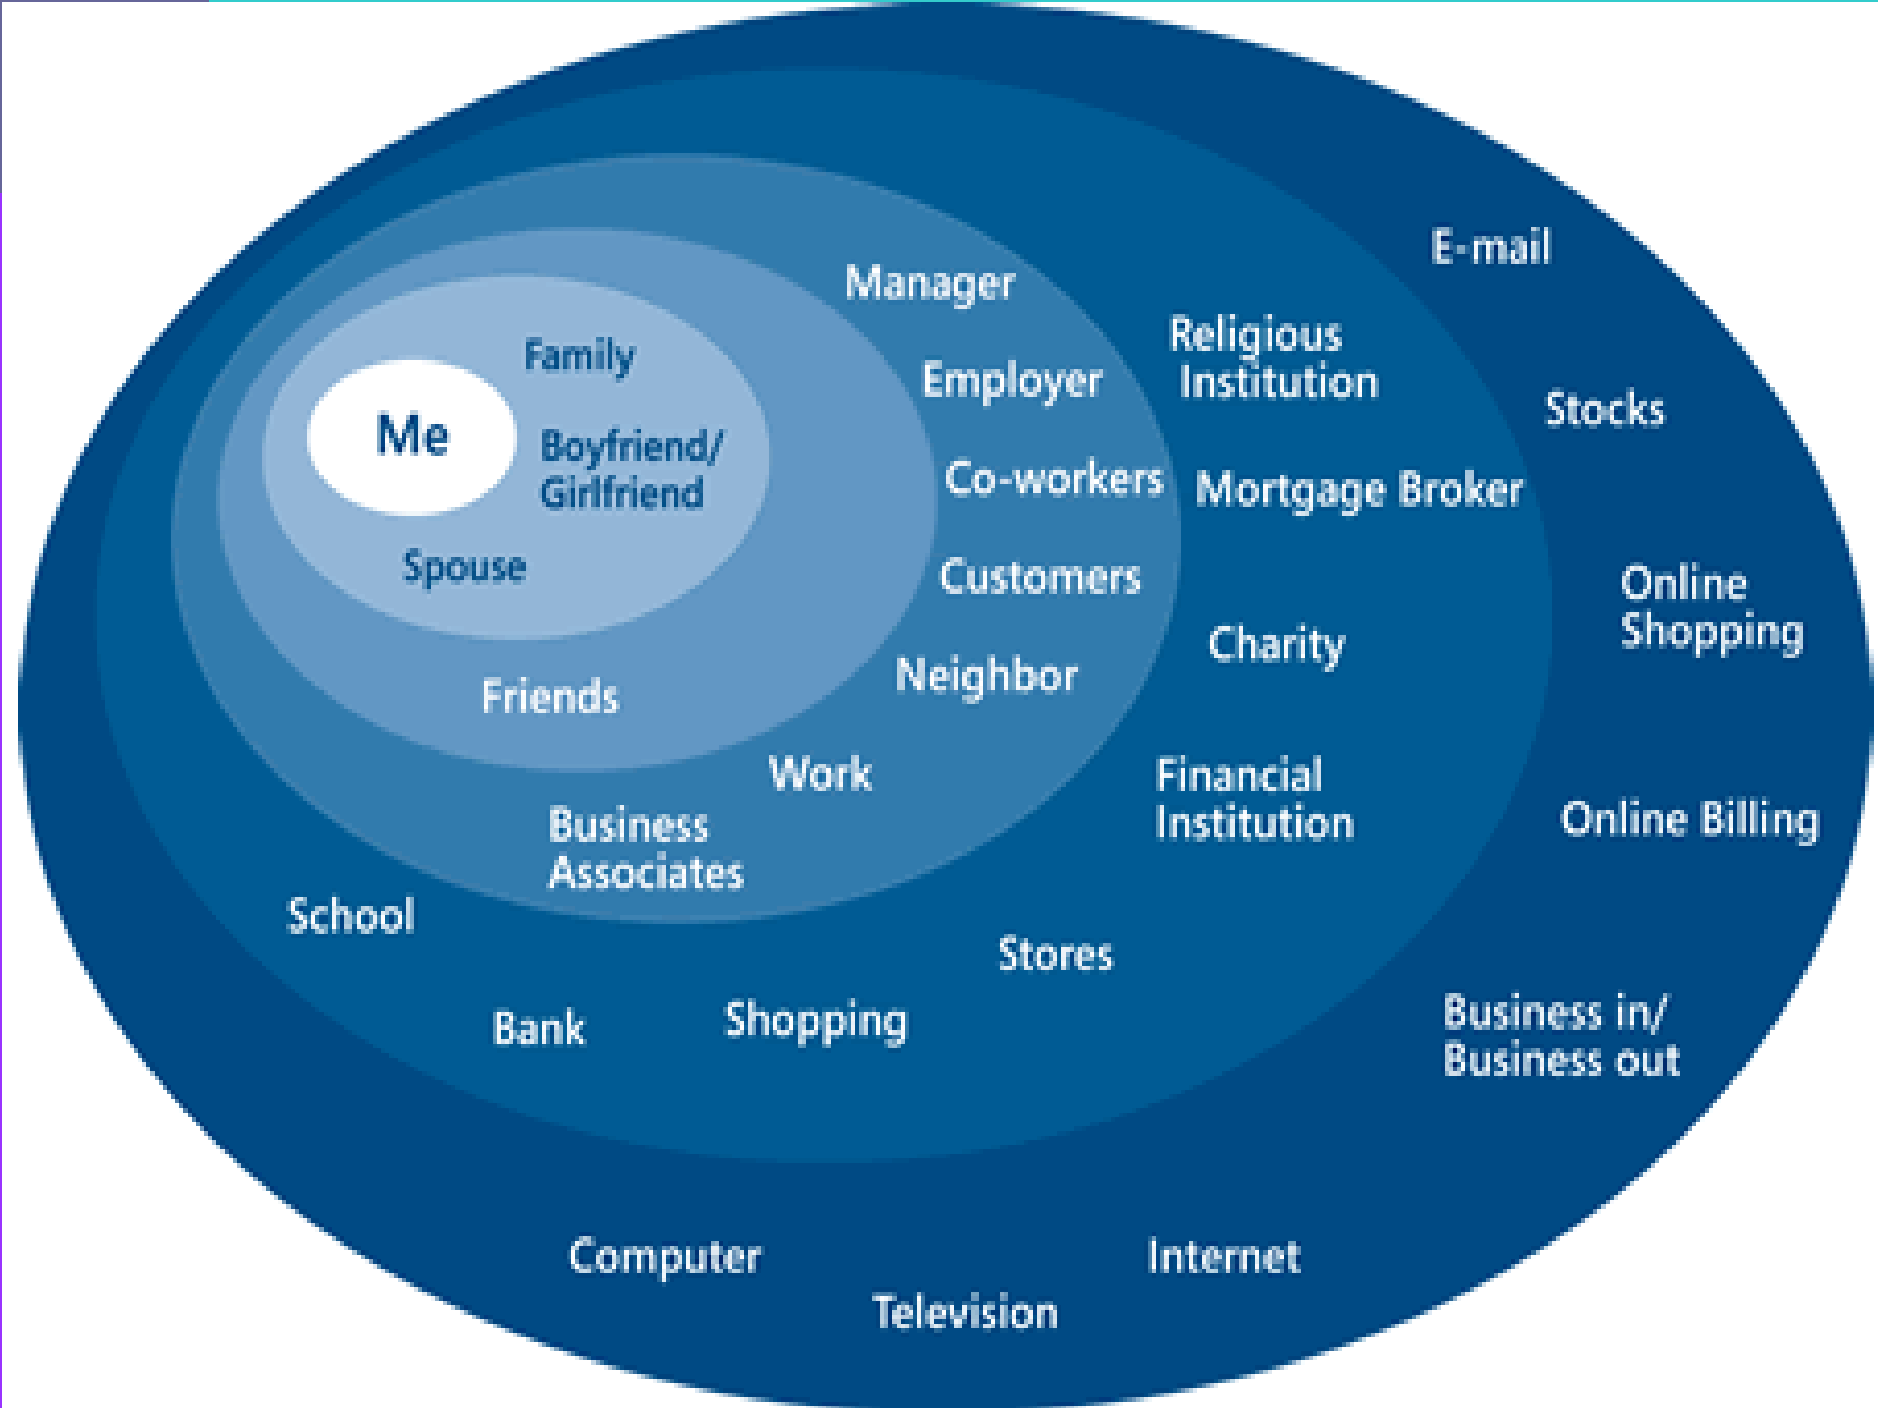 Me
Family
Boyfriend/
Girlfriend
Spouse
Friends
Manager
Employer
Co-workers
Customers
Neighbor
Work
Business
Associates
Religious
Institution
Mortgage Broker
Charity
Financial
Institution
Stores
Shopping
Bank
School
E-mail
Stocks
Online
Shopping
Online Billing
Business in/
Business out
Internet
Television
Computer